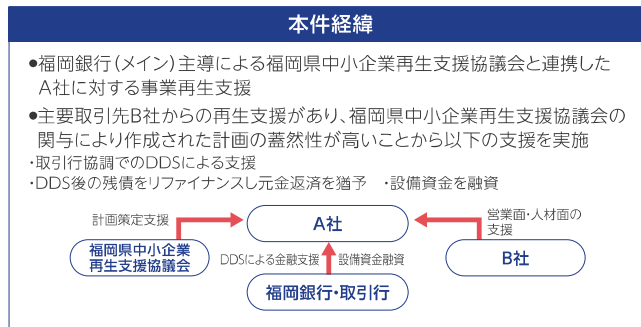 本件経緯
●福岡銀行(メイン)主導による福岡県中小企業再生支援協議会と連携した
A社に対する事業再生支援
●主要取引先B社からの再生支援があり、福岡県中小企業再生支援協議会の
関与により作成された計画の蓋然性が高いことから以下の支援を実施
・取引行協調でのDDSによる支援
・DDS後の残債をリファイナンスし元金返済を猶予　・設備資金を融資
計画策定支援
A社
営業面・人材面の
支援
福岡県中小企業
再生支援協議会
DDSによる金融支援
設備資金融資
B社
福岡銀行・取引行